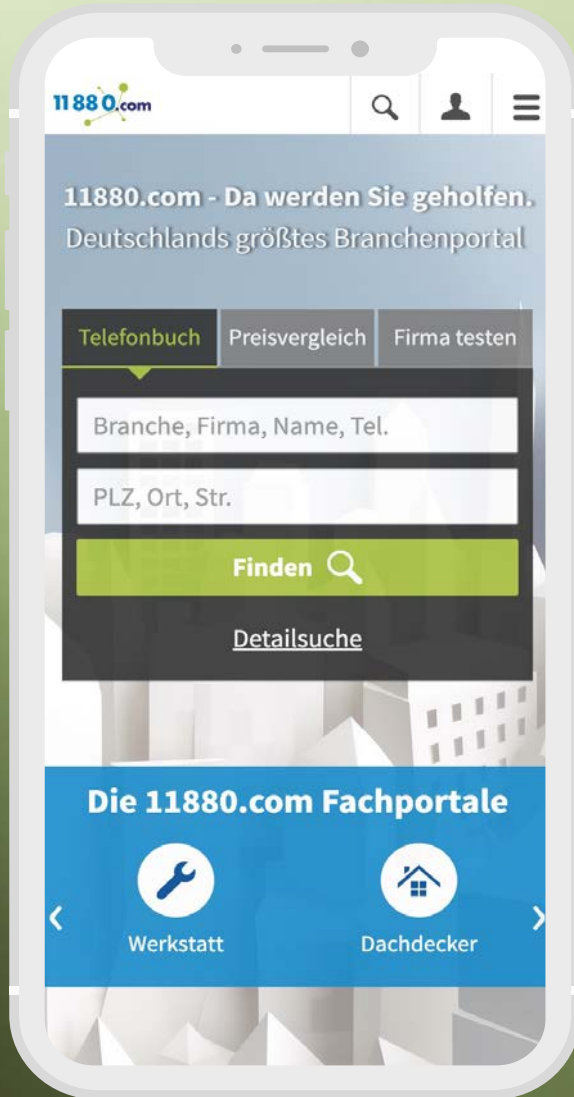 11880.com
11880.com - Da werden Sie geholfen.
Deutschlands größtes Branchenportal
Telefonbuch Preisvergleich Firma testen
Branche, Firma, Name, Tel.
PLZ, Ort, Str.
Finden
Detailsuche
Die 11880.com Fachportale
Werkstatt Dachdecker